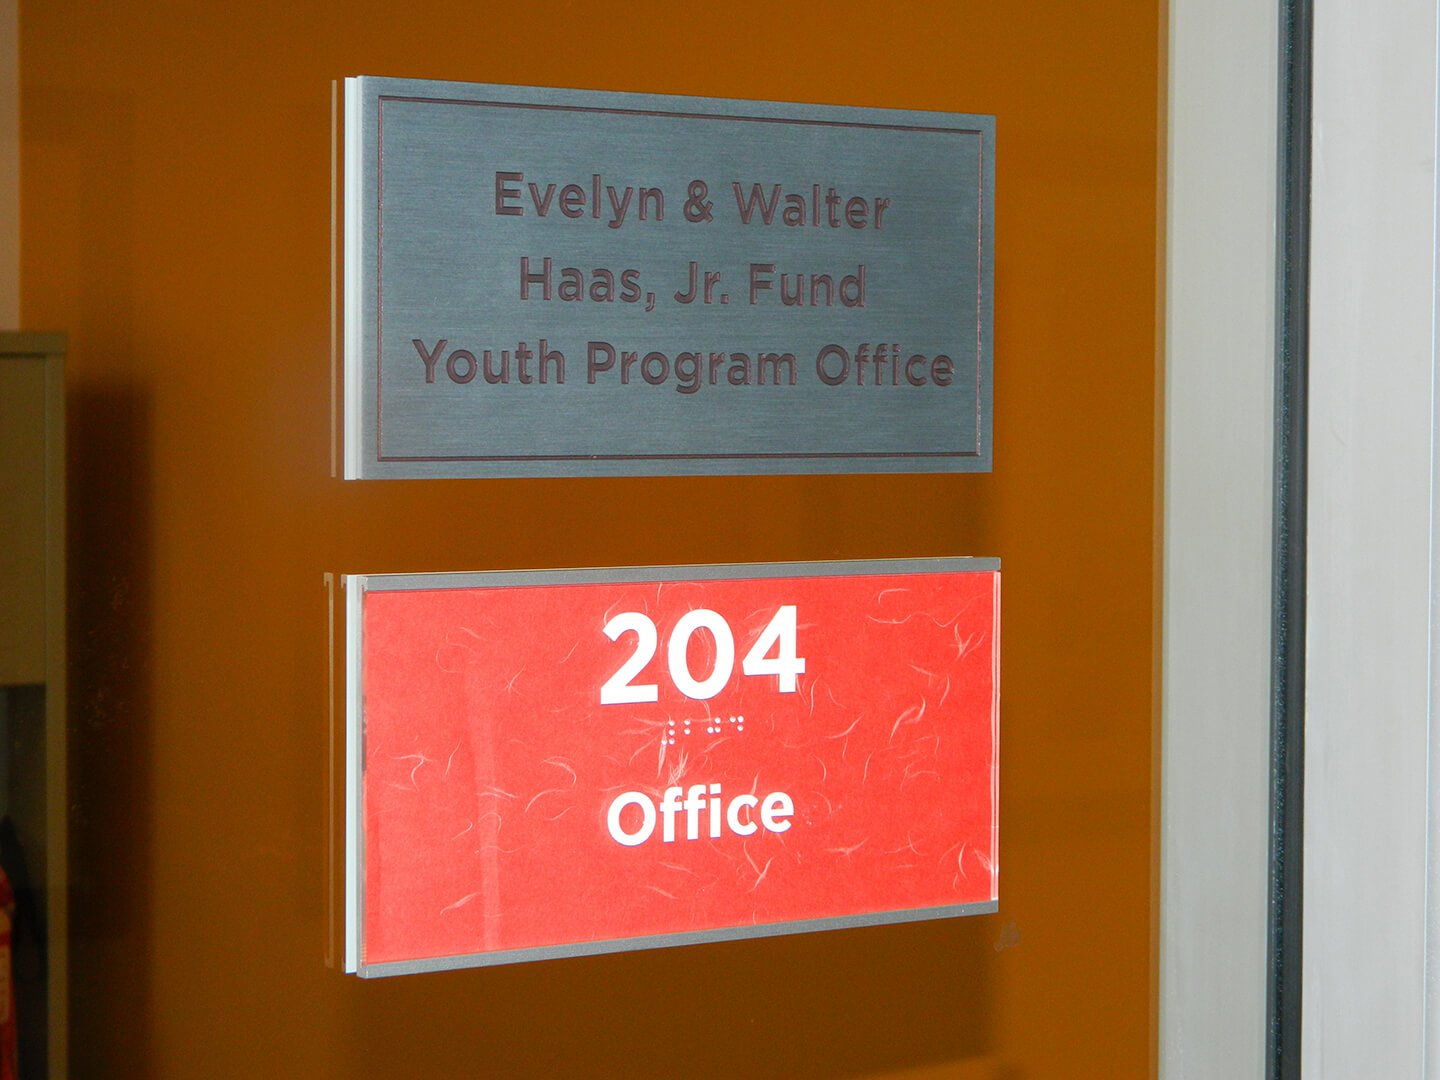 Evelyn & Walter
Haas, Jr. Fund
Youth Program Office
204
Office